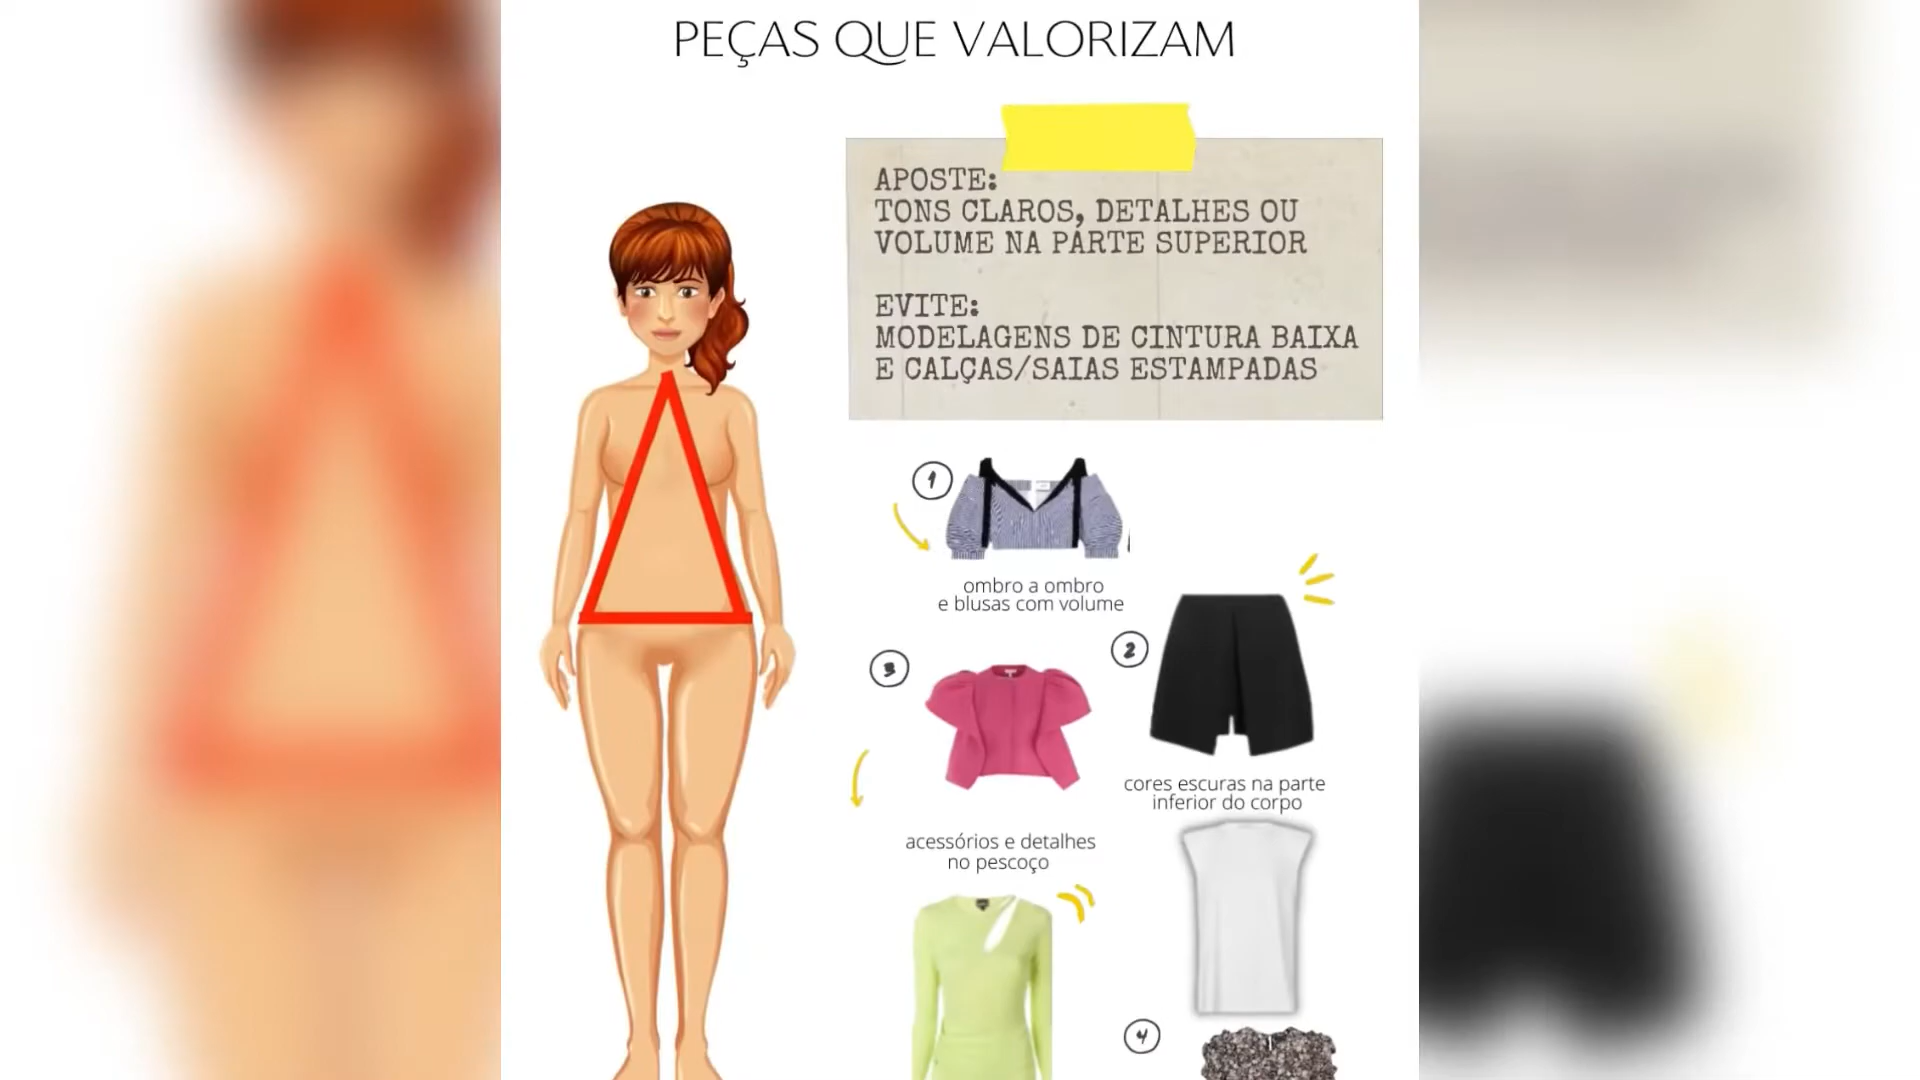 PEÇAS QUE VALORIZAM
APOSTE:
TONS CLAROS, DETALHES OU
VOLUME NA PARTE SUPERIOR
EVITE:
MODELAGENS DE CINTURA BAIXA
E CALÇAS/SAIAS ESTAMPADAS
1
ombro a ombro
e blusas com volume
2
cores escuras na parte
inferior do corpo
3
acessórios e detalhes
no pescoço
4